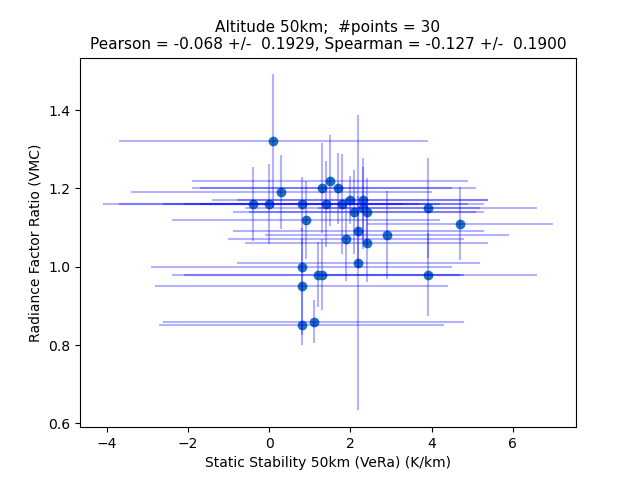 Altitude 50km;  #points = 30
Pearson = -0.068 +/-  0.1929, Spearman = -0.127 +/-  0.1900
Radiance Factor Ratio (VMC)
1.4
1.2
1.0
0.8
0.6
−4 −2 0 2 4 6
Static Stability 50km (VeRa) (K/km)